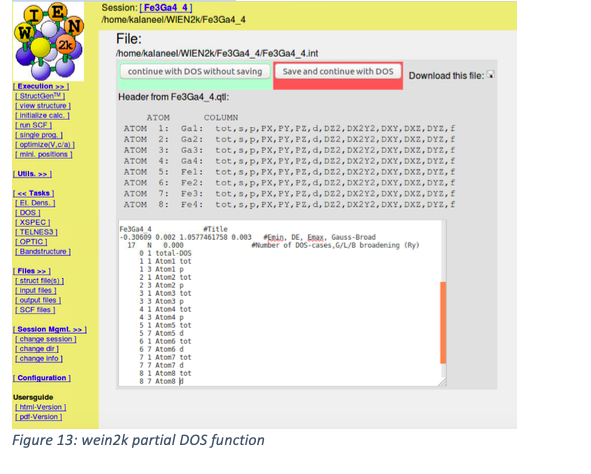 WIEN
2k
Session: [ Fe3Ga4_4 ]
/home/kalaneel/WIEN2k/Fe3Ga4_4
File:
/home/kalaneel/WIEN2k/Fe3Ga4_4/Fe3Ga4_4.int
continue with DOS without saving
Save and continue with DOS
Download this file:
Header from Fe3Ga4_4.qtl:
ATOM COLUMN
ATOM 1: Ga1: tot,s,p,PX,PY,PZ,d,DZ2,DX2Y2,DXY,DXZ,DYZ,f
ATOM 2: Ga2: tot,s,p,PX,PY,PZ,d,DZ2,DX2Y2,DXY,DXZ,DYZ,f
ATOM 3: Ga3: tot,s,p,PX,PY,PZ,d,DZ2,DX2Y2,DXY,DXZ,DYZ,f
ATOM 4: Ga4: tot,s,p,PX,PY,PZ,d,DZ2,DX2Y2,DXY,DXZ,DYZ,f
ATOM 5: Fe1: tot,s,p,PX,PY,PZ,d,DZ2,DX2Y2,DXY,DXZ,DYZ,f
ATOM 6: Fe2: tot,s,p,PX,PY,PZ,d,DZ2,DX2Y2,DXY,DXZ,DYZ,f
ATOM 7: Fe3: tot,s,p,PX,PY,PZ,d,DZ2,DX2Y2,DXY,DXZ,DYZ,f
ATOM 8: Fe4: tot,s,p,PX,PY,PZ,d,DZ2,DX2Y2,DXY,DXZ,DYZ,f
Fe3Ga4_4 #Title
-0.30609 0.002 1.0577461758 0.003 #Emin, DE, Emax, Gauss-Broad
17 N 0.000 #Number of DOS-cases,G/L/B broadening (Ry)
0 1 total-DOS
1 1 Atom1 tot
1 3 Atom1 p
2 1 Atom2 tot
2 3 Atom2 p
3 1 Atom3 tot
3 3 Atom3 p
4 1 Atom4 tot
4 3 Atom4 p
5 1 Atom5 tot
5 7 Atom5 d
6 1 Atom6 tot
6 7 Atom6 d
7 1 Atom7 tot
7 7 Atom7 d
8 1 Atom8 tot
8 7 Atom8 d
[ Execution >> ]
[ StructGen™ ]
[ view structure ]
[ initialize calc. ]
[ run SCF ]
[ single prog. ]
[ optimize(V,c/a) ]
[ mini. positions ]
[ Utils. >> ]
[ << Tasks ]
[ El. Dens. ]
[ DOS ]
[ XSPEC ]
[ TELNES3 ]
[ OPTIC ]
[ Bandstructure ]
[ Files >> ]
[ struct file(s) ]
[ input files ]
[ output files ]
[ SCF files ]
[ Session Mgmt. >> ]
[ change session ]
[ change dir ]
[ change info ]
[ Configuration ]
Usersguide
[ html-Version ]
[ pdf-Version ]
Figure 13: wein2k partial DOS function